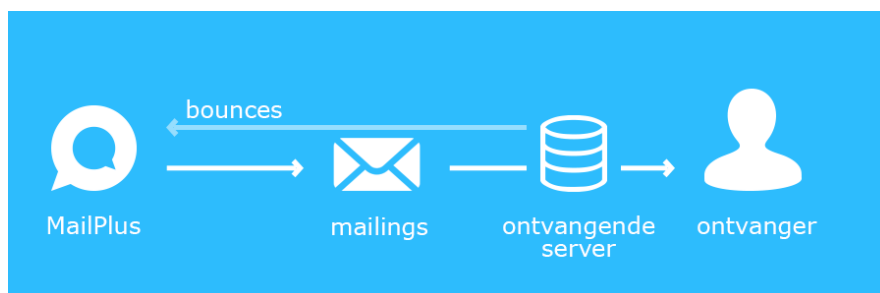 bounces
MailPlus
mailings
ontvangende
server
ontvanger